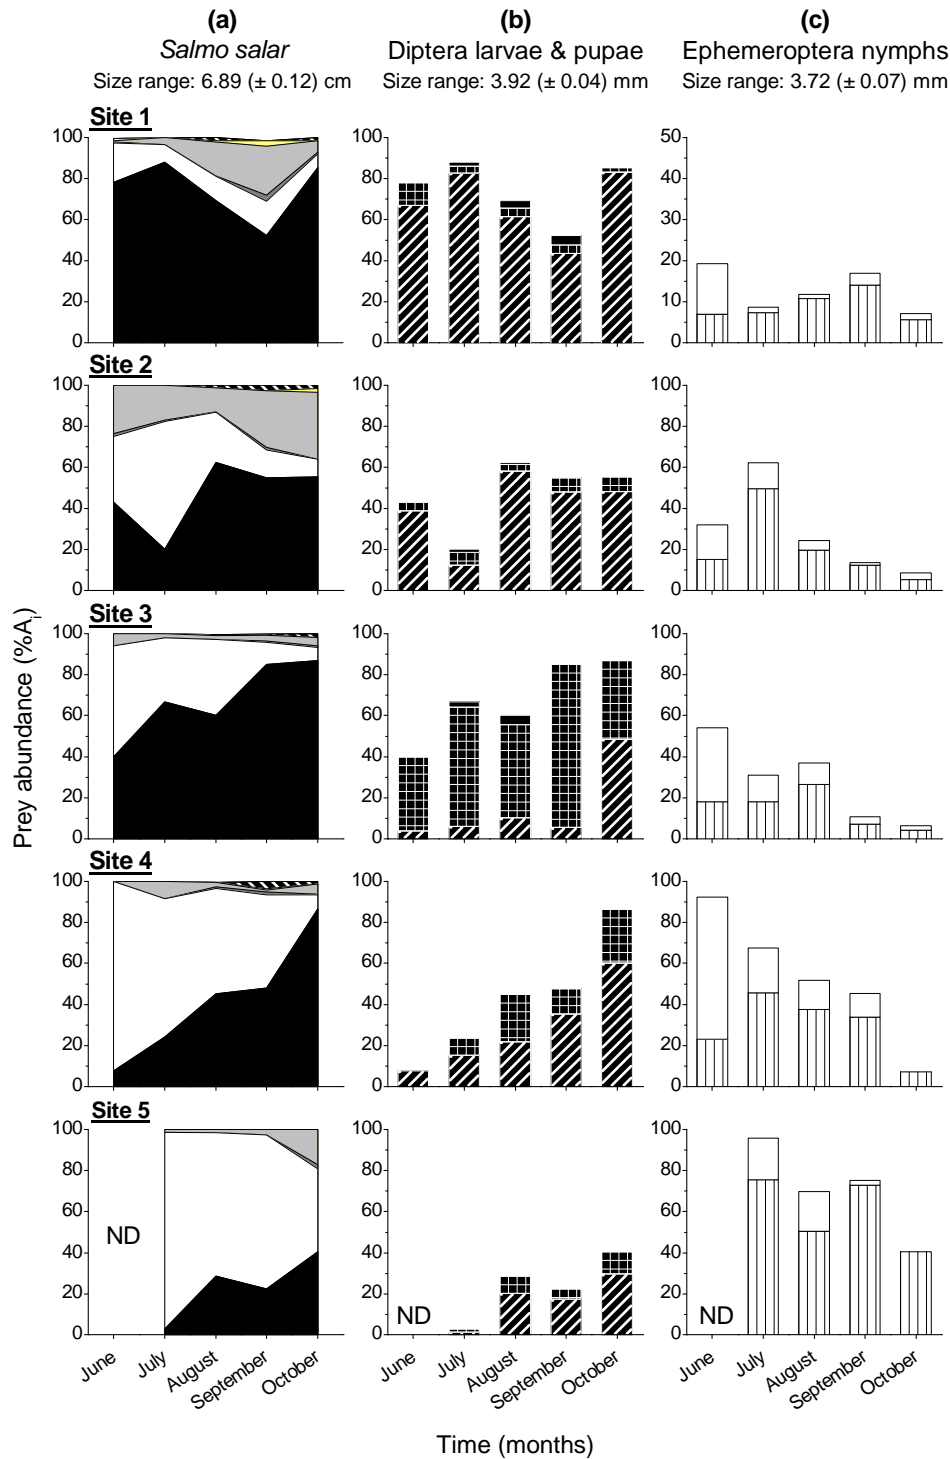 (a)
Salmo salar
Size range: 6.89 (± 0.12) cm
(b)
Diptera larvae & pupae
Size range: 3.92 (± 0.04) mm
(c)
Ephemeroptera nymphs
Size range: 3.72 (± 0.07) mm
Prey abundance (%Ai)
Site 1
100
80
60
40
20
0
100
80
60
40
20
0
50
40
30
20
10
0
Site 2
100
80
60
40
20
0
100
80
60
40
20
0
100
80
60
40
20
0
Site 3
100
80
60
40
20
0
100
80
60
40
20
0
100
80
60
40
20
0
Site 4
100
80
60
40
20
0
100
80
60
40
20
0
100
80
60
40
20
0
Site 5
100
80
60
40
20
0
ND
100
80
60
40
20
0
ND
100
80
60
40
20
0
ND
June
July
August
September
October
June
July
August
September
October
June
July
August
September
October
Time (months)